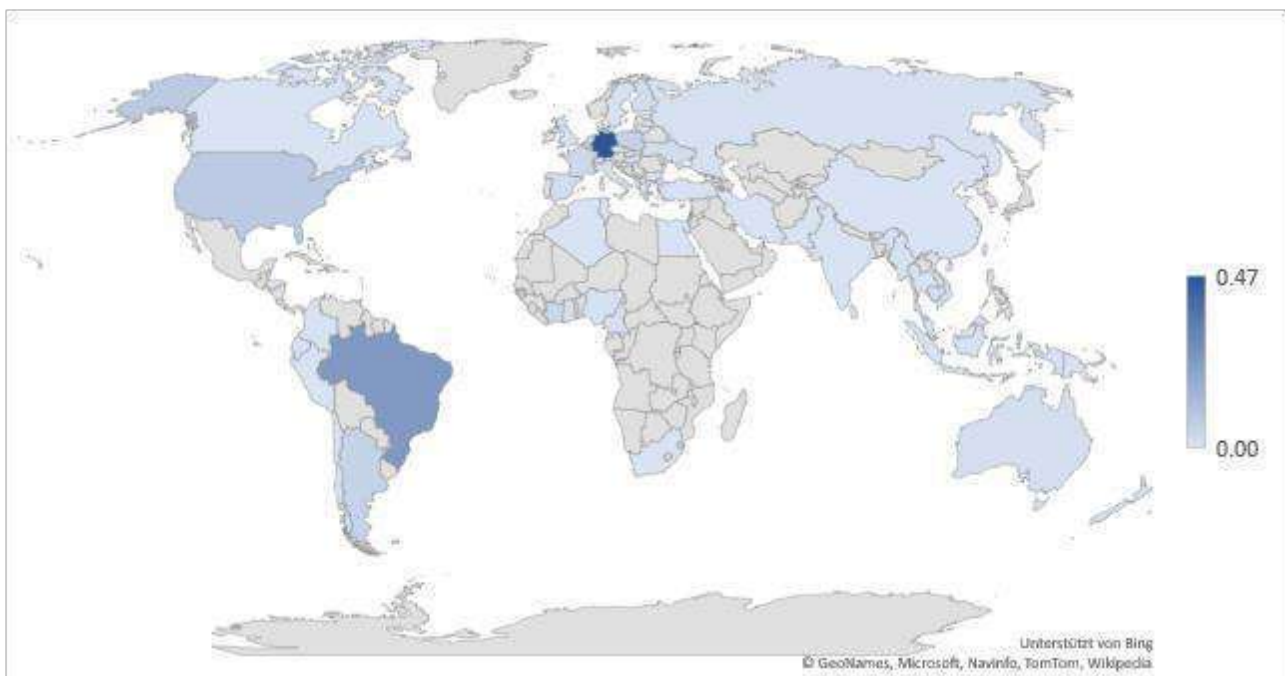 0.47
0.00
Unterstützt von Bing
© GeoNames, Microsoft, Navinfo, TomTom, Wikipedia